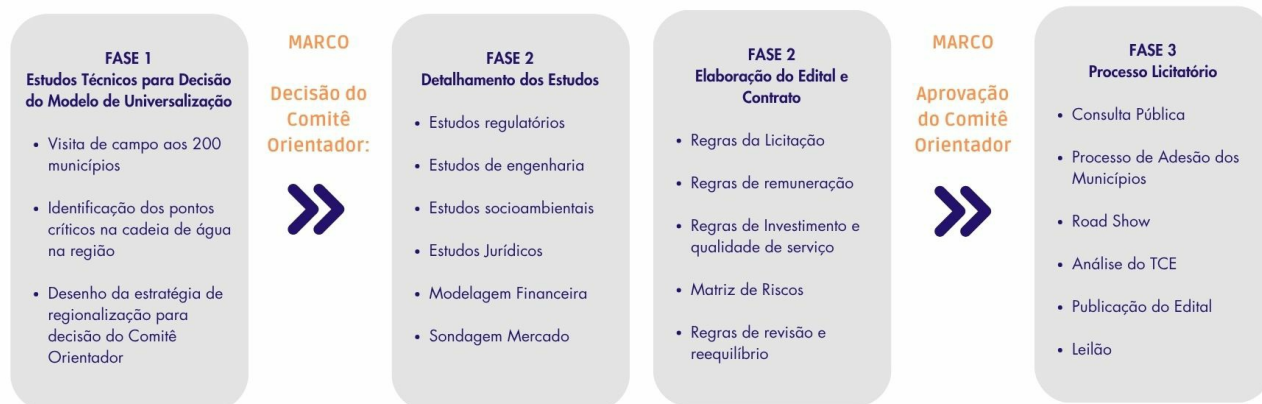 FASE 1
Estudos Técnicos para Decisão
do Modelo de Universalização
• Visita de campo aos 200
municípios
• Identificação dos pontos
críticos na cadeia de água
na região
• Desenho da estratégia de
regionalização para
decisão do Comitê
Orientador
MARCO
Decisão do
Comitê
Orientador:
FASE 2
Detalhamento dos Estudos
• Estudos regulatórios
• Estudos de engenharia
• Estudos socioambientais
• Estudos Jurídicos
• Modelagem Financeira
• Sondagem Mercado
FASE 2
Elaboração do Edital e
Contrato
• Regras da Licitação
• Regras de remuneração
• Regras de Investimento e
qualidade de serviço
• Matriz de Riscos
• Regras de revisão e
reequilíbrio
MARCO
Aprovação
do Comitê
Orientador
FASE 3
Processo Licitatório
• Consulta Pública
• Processo de Adesão dos
Municípios
• Road Show
• Análise do TCE
• Publicação do Edital
• Leilão